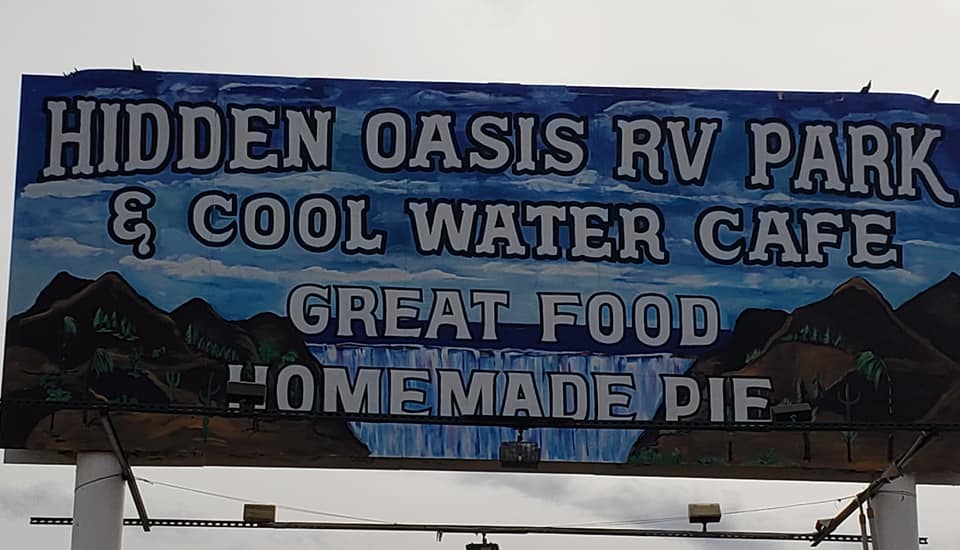 HIDDEN OASIS RV PARK
& COOL WATER CAFE
GREAT FOOD
HOMEMADE PIE